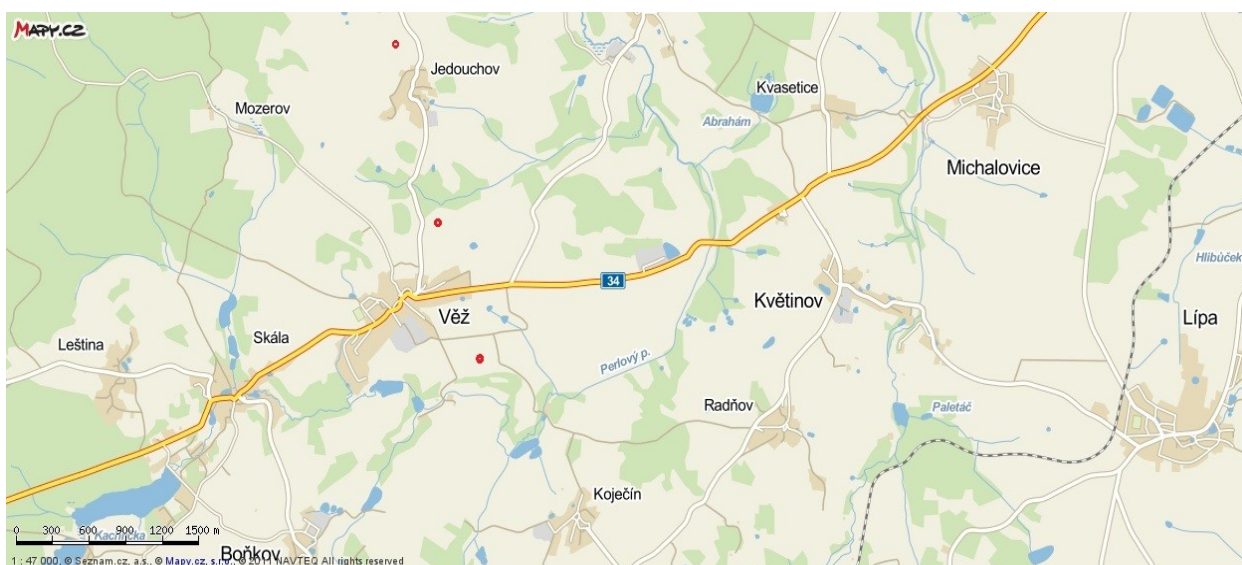 Mapy.cz
Jedouchov
Mozerov
Kvasetice
Abrahám
Michalovice
Hlibůček
34
Květinov
Lípa
Věž
Skála
Leština
Perlový p.
Radňov
Paletáč
Koječín
Kachlička
Boňkov
0 300 600 900 1200 1500 m
1 : 47 000, © Seznam.cz, a.s., © Mapy.cz, s.r.o., © 2011 NAVTEQ All rights reserved